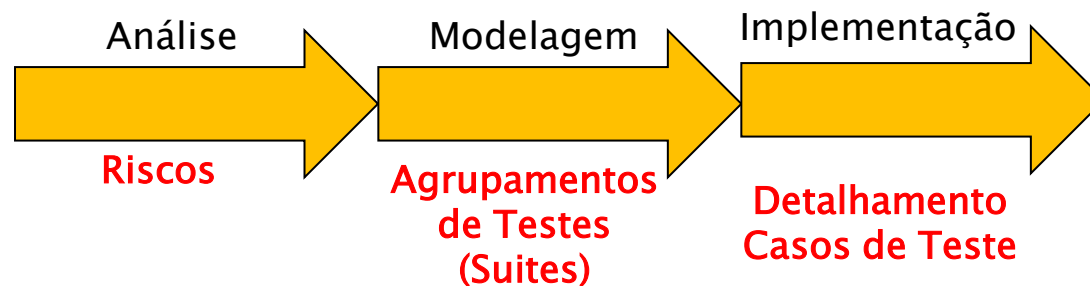 Análise
Riscos
Modelagem
Agrupamentos
de Testes
(Suites)
Implementação
Detalhamento
Casos de Teste